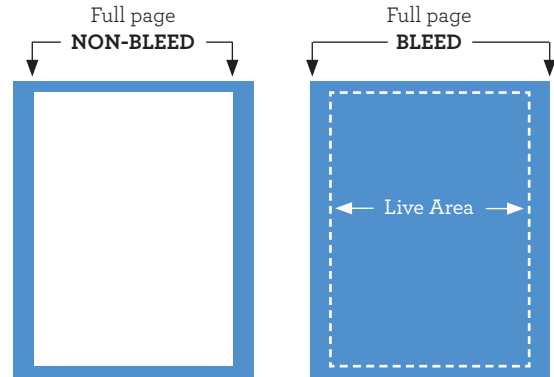 Full page
NON-BLEED
Full page
BLEED
Live Area